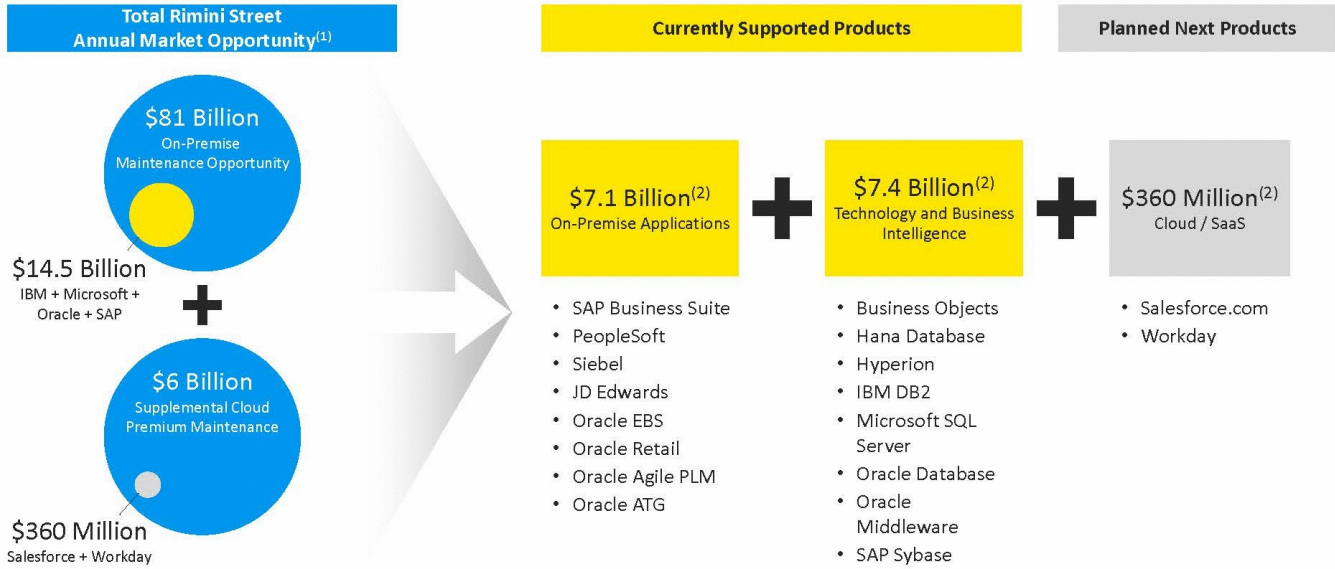 Total Rimini Street
Annual Market Opportunity(1)
$81 Billion
On-Premise
Maintenance Opportunity
$14.5 Billion
IBM + Microsoft +
Oracle + SAP
$6 Billion
Supplemental Cloud
Premium Maintenance
$360 Million
Salesforce + Workday
Currently Supported Products
$7.1 Billion(2)
On-Premise Applications
• SAP Business Suite
• PeopleSoft
• Siebel
• JD Edwards
• Oracle EBS
• Oracle Retail
• Oracle Agile PLM
• Oracle ATG
$7.4 Billion(2)
Technology and Business
Intelligence
• Business Objects
• Hana Database
• Hyperion
• IBM DB2
• Microsoft SQL
Server
• Oracle Database
• Oracle
Middleware
• SAP Sybase
Planned Next Products
$360 Million(2)
Cloud / SaaS
• Salesforce.com
• Workday